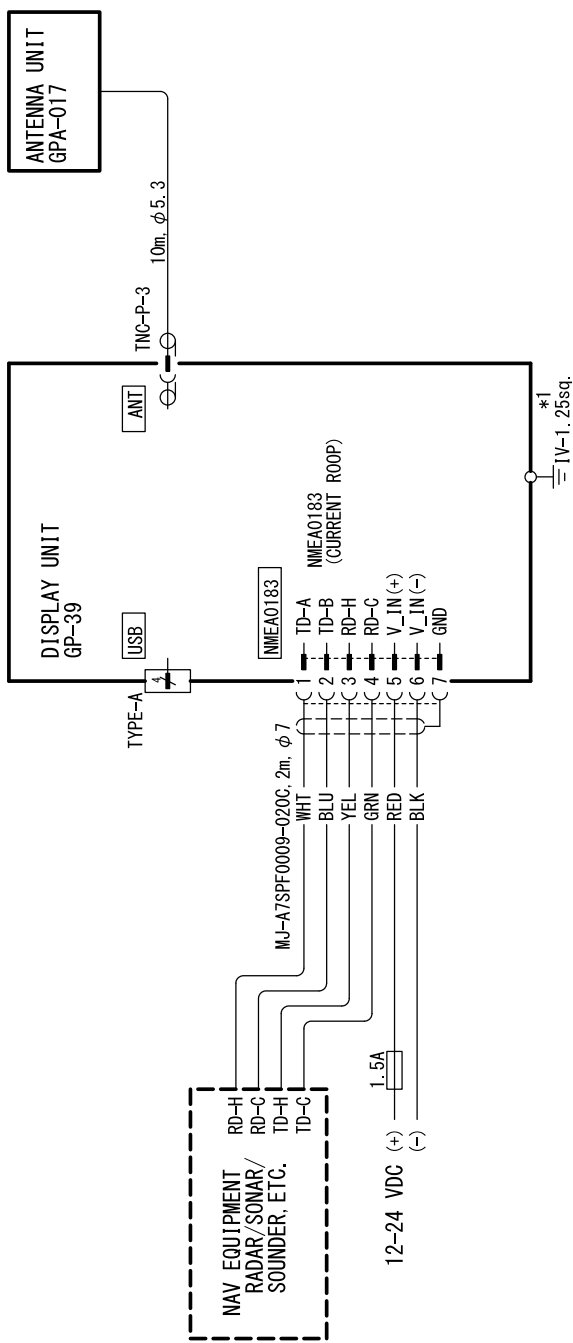 ANTENNA UNIT
GPA-017
10m, φ5.3
TNC-P-3
ANT
DISPLAY UNIT
GP-39
USB
TYPE-A
4
NMEA0183
NMEA0183
(CURRENT ROOP)
1 TD-A
2 TD-B
3 RD-H
4 RD-C
5 V_IN(+)
6 V_IN(-)
7 GND
*1
IV-1.25sq.
MJ-A7SPF0009-020C, 2m, φ7
WHT
BLU
YEL
GRN
RED
BLK
NAV EQUIPMENT
RADAR/SONAR/
SOUNDER, ETC.
RD-H
RD-C
TD-H
TD-C
1.5A
12-24 VDC (+)
(-)